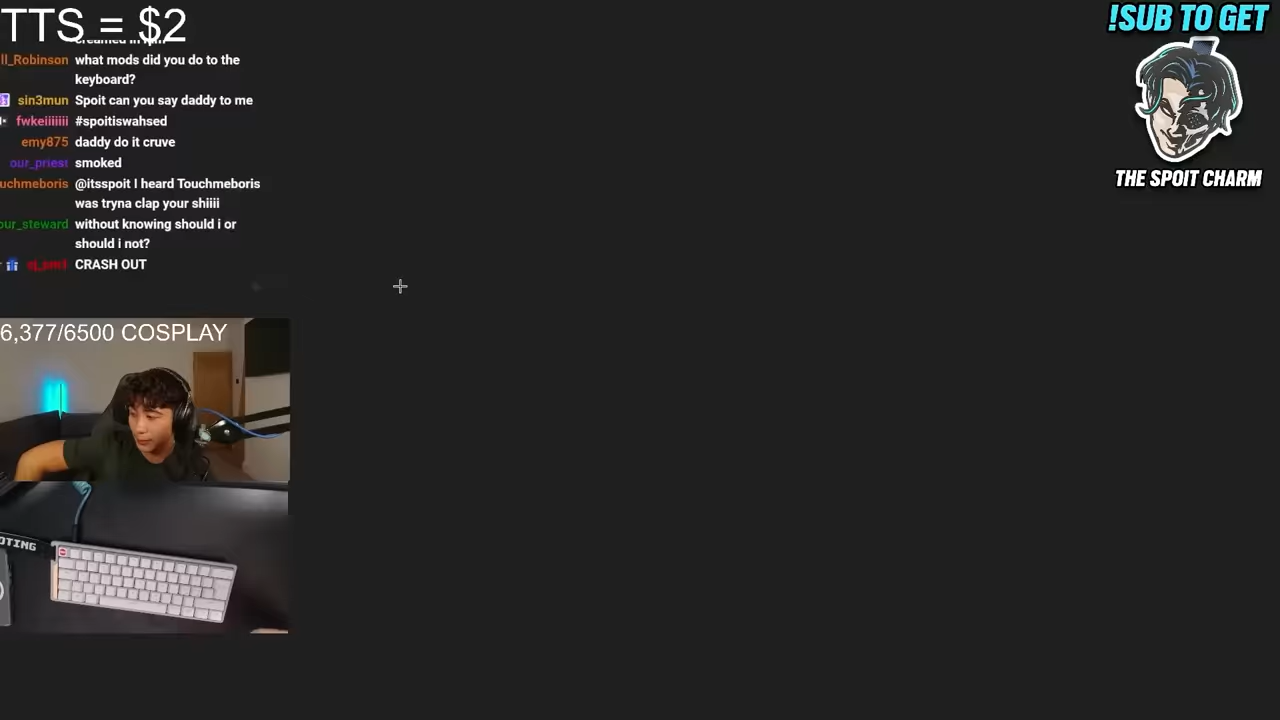 TTS = $2
!SUB TO GET
ll_Robinson what mods did you do to the
keyboard?
sin3mun Spoit can you say daddy to me
fwkeiiiiiii #spoitiswahsed
emy875 daddy do it cruve
our_priest smoked
uchmeboris @itsspoit I heard Touchmeboris
was tryna clap your shiiii
our_steward without knowing should i or
should i not?
CRASH OUT
THE SPOIT CHARM
6,377/6500 COSPLAY
OTING